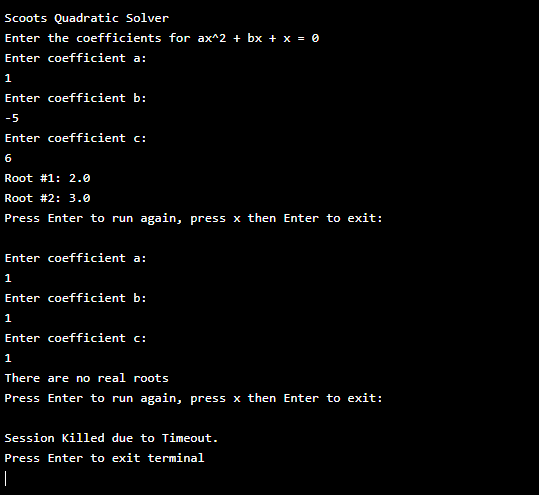 Scoots Quadratic Solver
Enter the coefficients for ax^2 + bx + x = 0
Enter coefficient a:
1
Enter coefficient b:
-5
Enter coefficient c:
6
Root #1: 2.0
Root #2: 3.0
Press Enter to run again, press x then Enter to exit:
Enter coefficient a:
1
Enter coefficient b:
1
Enter coefficient c:
1
There are no real roots
Press Enter to run again, press x then Enter to exit:
Session Killed due to Timeout.
Press Enter to exit terminal